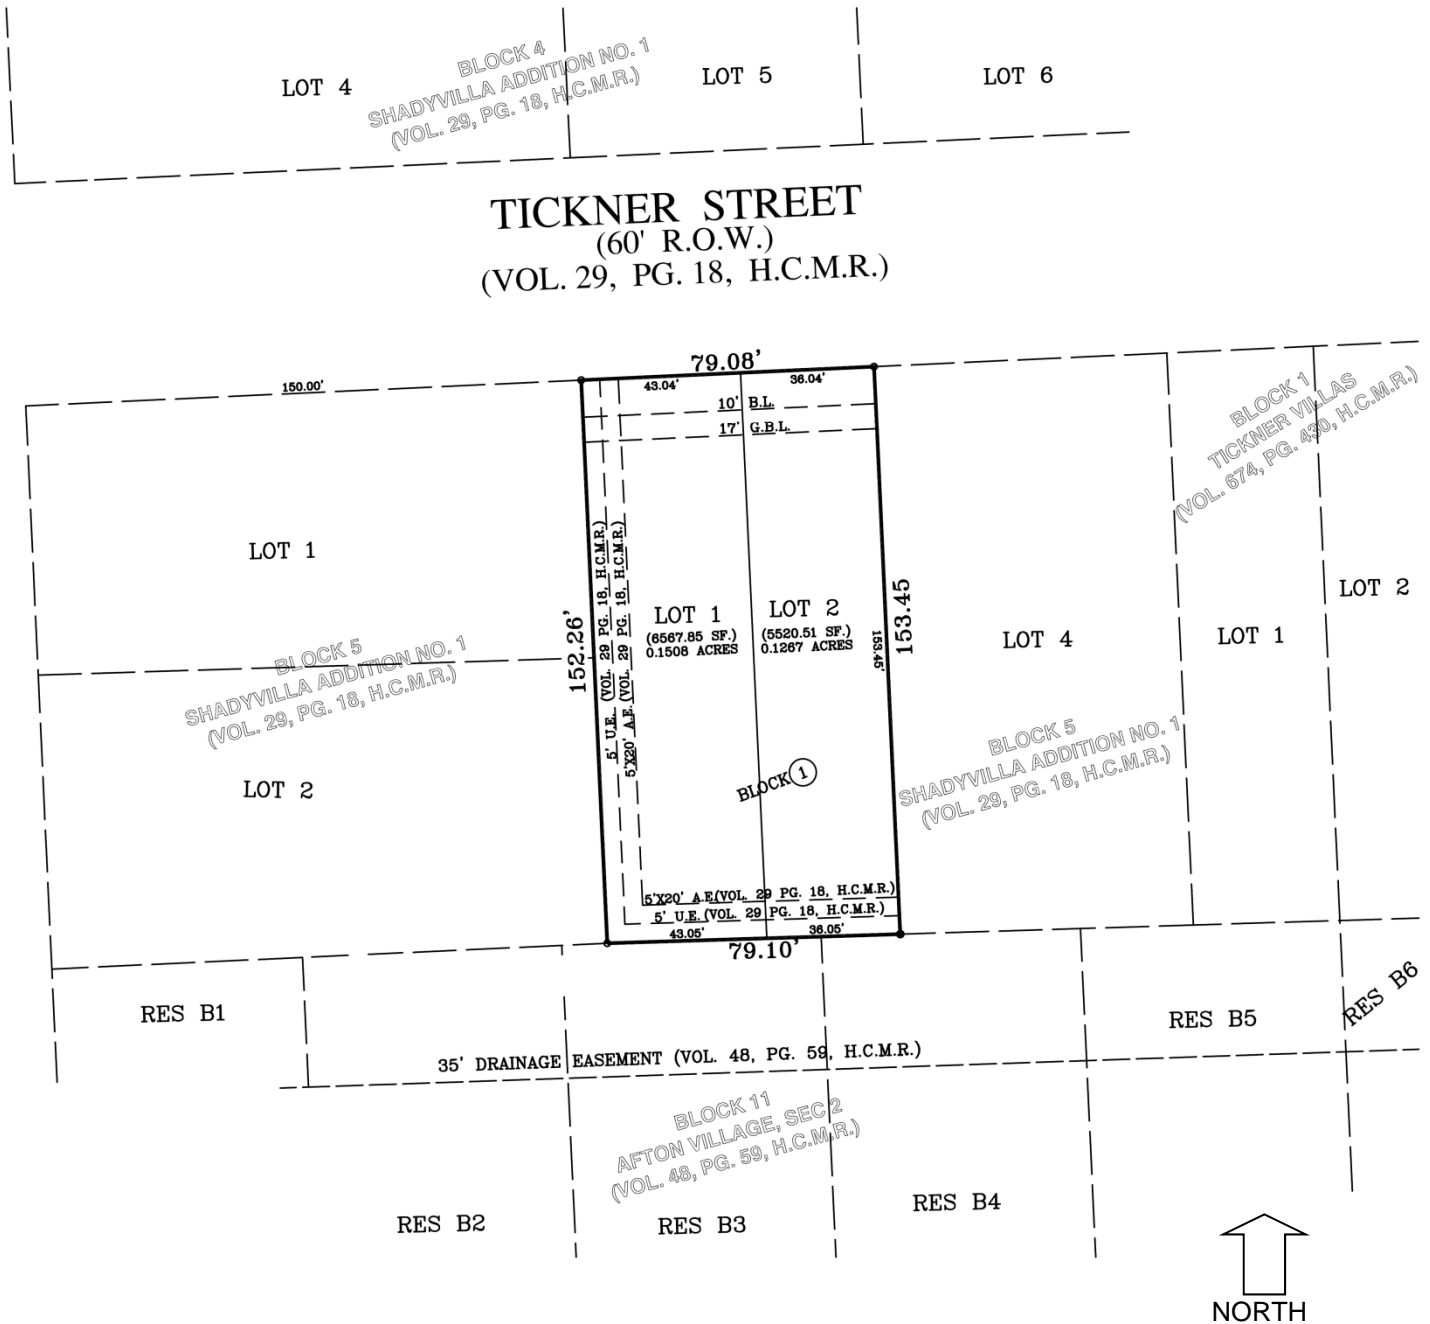 BLOCK 4
SHADYVILLA ADDITION NO. 1
(VOL. 29, PG. 18, H.C.M.R.)
LOT 4
LOT 5
LOT 6
TICKNER STREET
(60' R.O.W.)
(VOL. 29, PG. 18, H.C.M.R.)
79.08'
150.00'
43.04'
36.04'
10' B.L.
17' G.B.L.
BLOCK 1
TICKNER VILLAS
(VOL. 674, PG. 430, H.C.M.R.)
LOT 1
152.26'
5' U.E. (VOL. 29 PG. 18, H.C.M.R.)
5'X20' A.E.(VOL. 29 PG. 18, H.C.M.R.)
LOT 1
(6567.85 SF.)
0.1508 ACRES
LOT 2
(5520.51 SF.)
0.1267 ACRES
153.45'
153.45
LOT 4
LOT 1
LOT 2
BLOCK 5
SHADYVILLA ADDITION NO. 1
(VOL. 29, PG. 18, H.C.M.R.)
LOT 2
BLOCK 1
BLOCK 5
SHADYVILLA ADDITION NO. 1
(VOL. 29, PG. 18, H.C.M.R.)
5'X20' A.E(VOL. 29 PG. 18, H.C.M.R.)
5' U.E. (VOL. 29 PG. 18, H.C.M.R.)
43.05'
36.05'
79.10'
RES B1
RES B5
RES B6
35' DRAINAGE EASEMENT (VOL. 48, PG. 59, H.C.M.R.)
BLOCK 11
AFTON VILLAGE, SEC 2
(VOL. 48, PG. 59, H.C.M.R.)
RES B2
RES B3
RES B4
NORTH